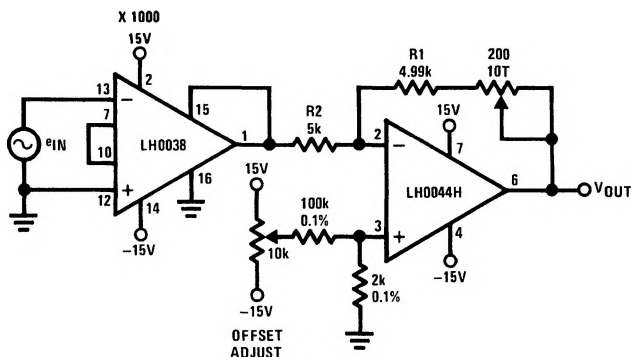 X 1000
15V
2
13
−
7
15
eIN
LH0038
1
10
16
+
12
14
−15V
R2
5k
R1
4.99k
200
10T
15V
2
−
7
LH0044H
6
VOUT
3
+
4
−15V
15V
10k
−15V
100k
0.1%
2k
0.1%
OFFSET
ADJUST